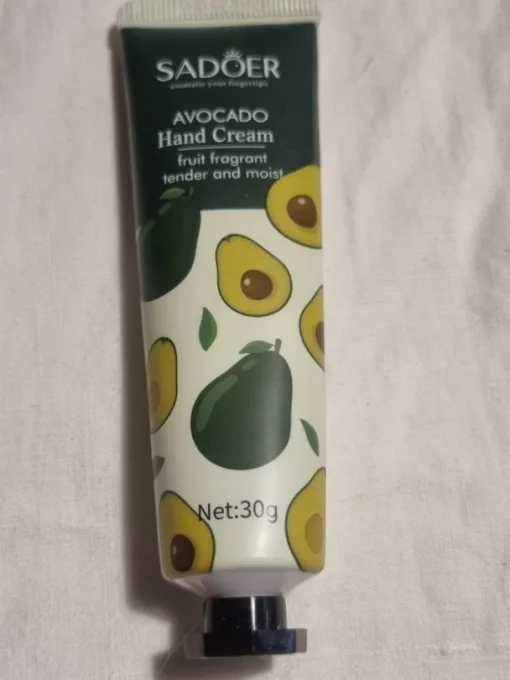 SADOER
AVOCADO
Hand Cream
fruit fragrant
tender and moist
Net:30g